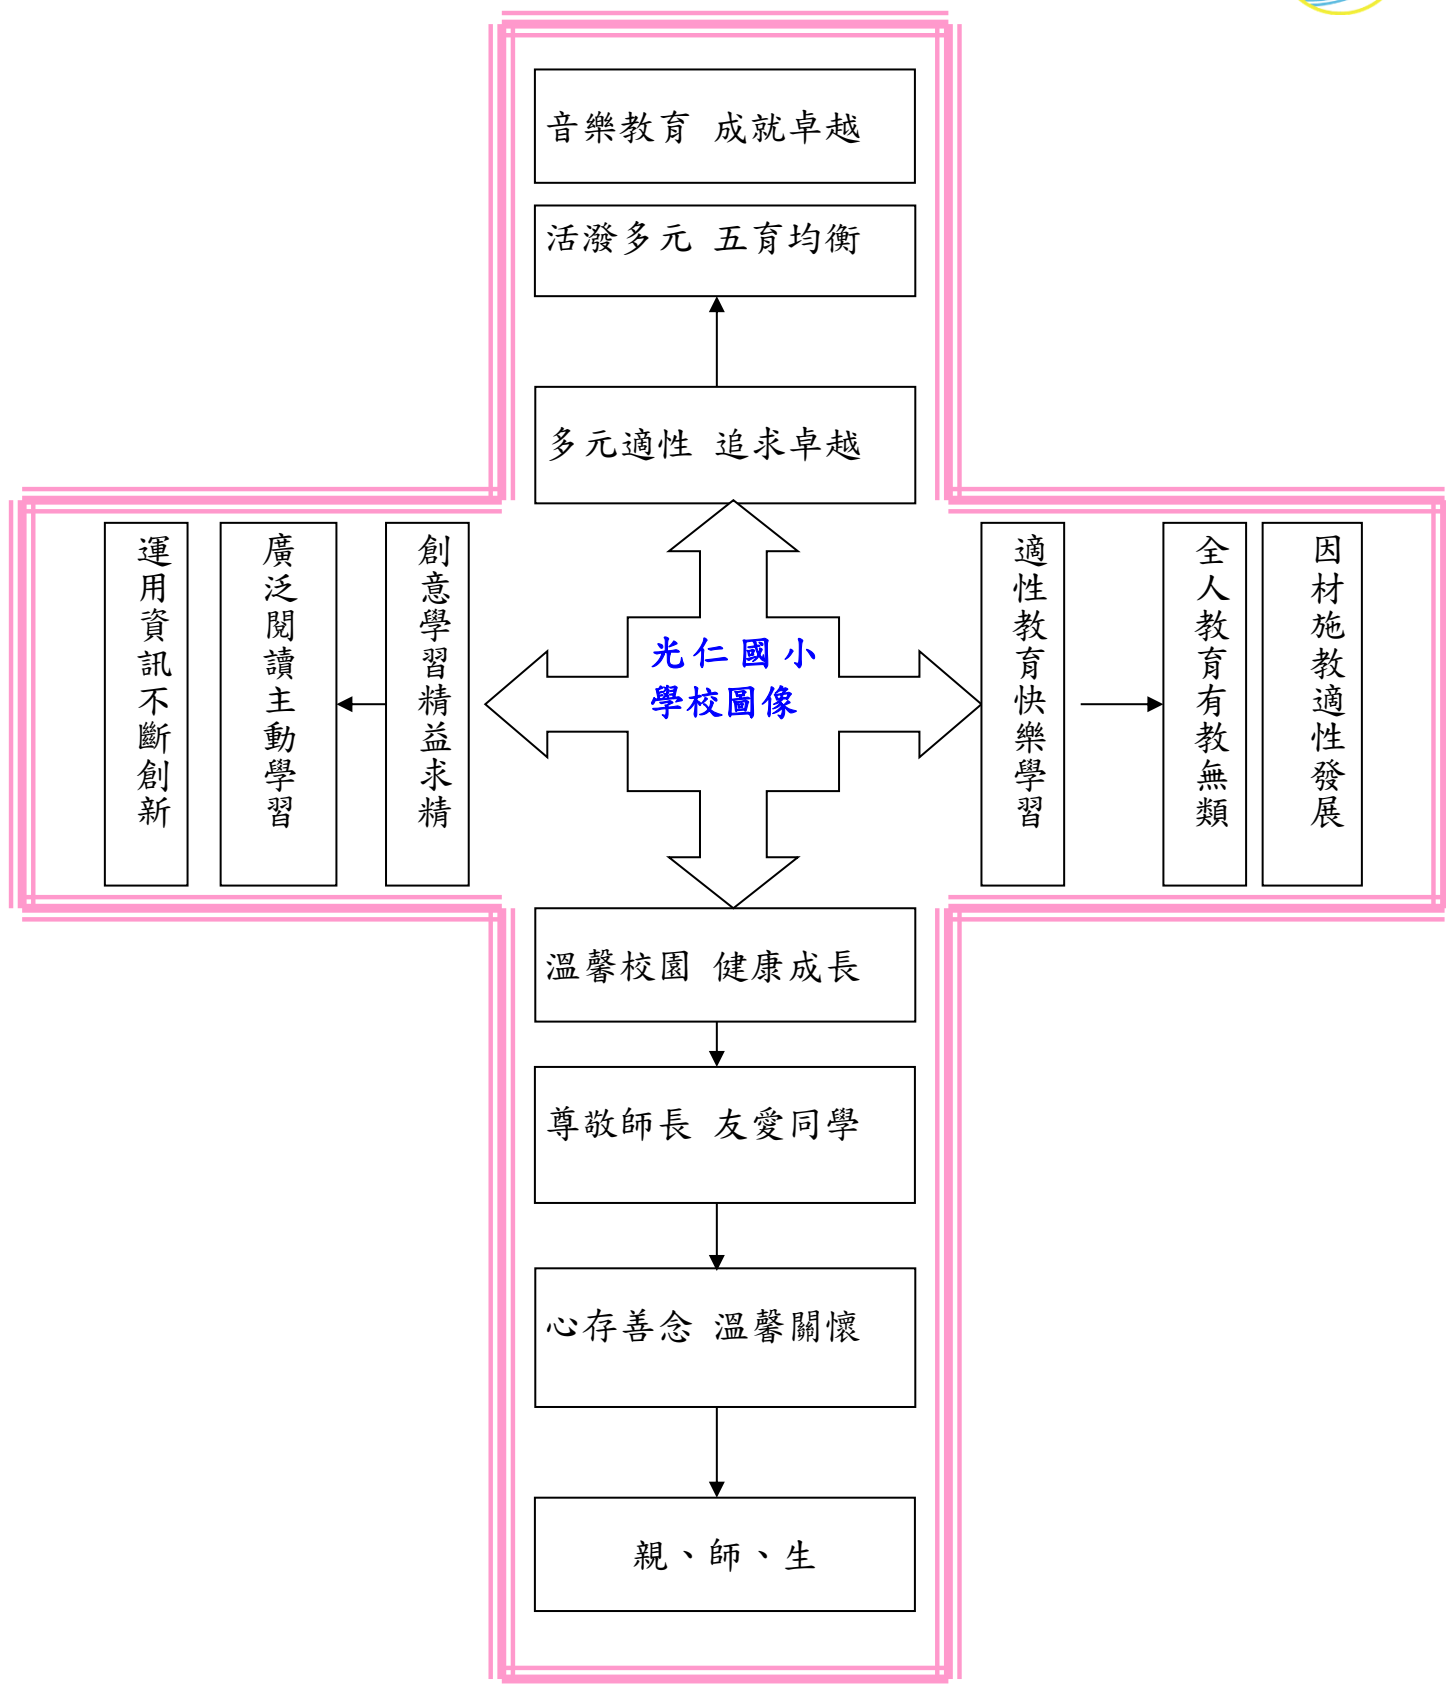 音樂教育 成就卓越
活潑多元 五育均衡
多元適性 追求卓越
運用資訊不斷創新
廣泛閱讀主動學習
創意學習精益求精
光仁國小
學校圖像
適性教育快樂學習
全人教育有教無類
因材施教適性發展
溫馨校園 健康成長
尊敬師長 友愛同學
心存善念 溫馨關懷
親、師、生